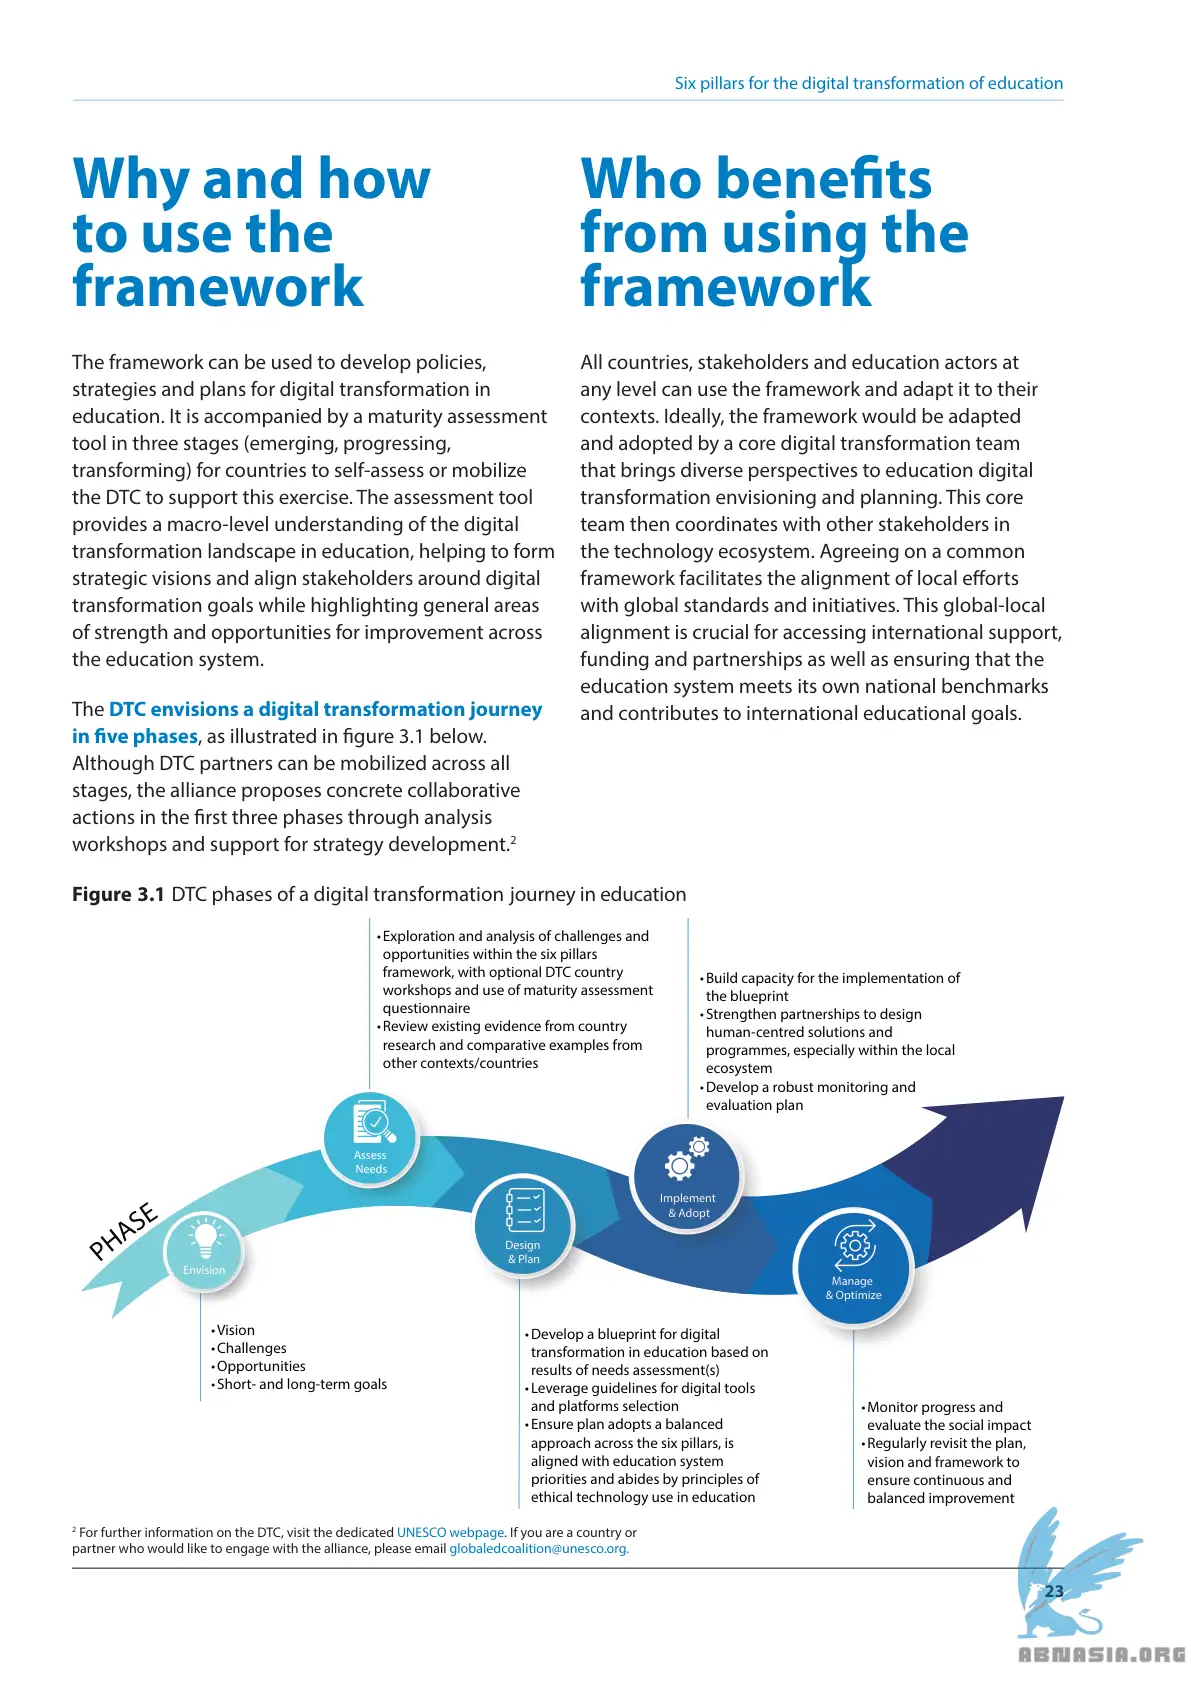 Six pillars for the digital transformation of education
Why and how
to use the
framework
The framework can be used to develop policies,
strategies and plans for digital transformation in
education. It is accompanied by a maturity assessment
tool in three stages (emerging, progressing,
transforming) for countries to self-assess or mobilize
the DTC to support this exercise. The assessment tool
provides a macro-level understanding of the digital
transformation landscape in education, helping to form
strategic visions and align stakeholders around digital
transformation goals while highlighting general areas
of strength and opportunities for improvement across
the education system.
The DTC envisions a digital transformation journey
in five phases, as illustrated in figure 3.1 below.
Although DTC partners can be mobilized across all
stages, the alliance proposes concrete collaborative
actions in the first three phases through analysis
workshops and support for strategy development.²
Who benefits
from using the
framework
All countries, stakeholders and education actors at
any level can use the framework and adapt it to their
contexts. Ideally, the framework would be adapted
and adopted by a core digital transformation team
that brings diverse perspectives to education digital
transformation envisioning and planning. This core
team then coordinates with other stakeholders in
the technology ecosystem. Agreeing on a common
framework facilitates the alignment of local efforts
with global standards and initiatives. This global-local
alignment is crucial for accessing international support,
funding and partnerships as well as ensuring that the
education system meets its own national benchmarks
and contributes to international educational goals.
Figure 3.1 DTC phases of a digital transformation journey in education
• Exploration and analysis of challenges and
opportunities within the six pillars
framework, with optional DTC country
workshops and use of maturity assessment
questionnaire
• Review existing evidence from country
research and comparative examples from
other contexts/countries
• Build capacity for the implementation of
the blueprint
• Strengthen partnerships to design
human-centred solutions and
programmes, especially within the local
ecosystem
• Develop a robust monitoring and
evaluation plan
PHASE
Envision
Assess
Needs
Design
& Plan
Implement
& Adopt
Manage
& Optimize
• Vision
• Challenges
• Opportunities
• Short- and long-term goals
• Develop a blueprint for digital
transformation in education based on
results of needs assessment(s)
• Leverage guidelines for digital tools
and platforms selection
• Ensure plan adopts a balanced
approach across the six pillars, is
aligned with education system
priorities and abides by principles of
ethical technology use in education
• Monitor progress and
evaluate the social impact
• Regularly revisit the plan,
vision and framework to
ensure continuous and
balanced improvement
² For further information on the DTC, visit the dedicated UNESCO webpage. If you are a country or
partner who would like to engage with the alliance, please email globaledcoalition@unesco.org.
23
ABNASIA.ORG